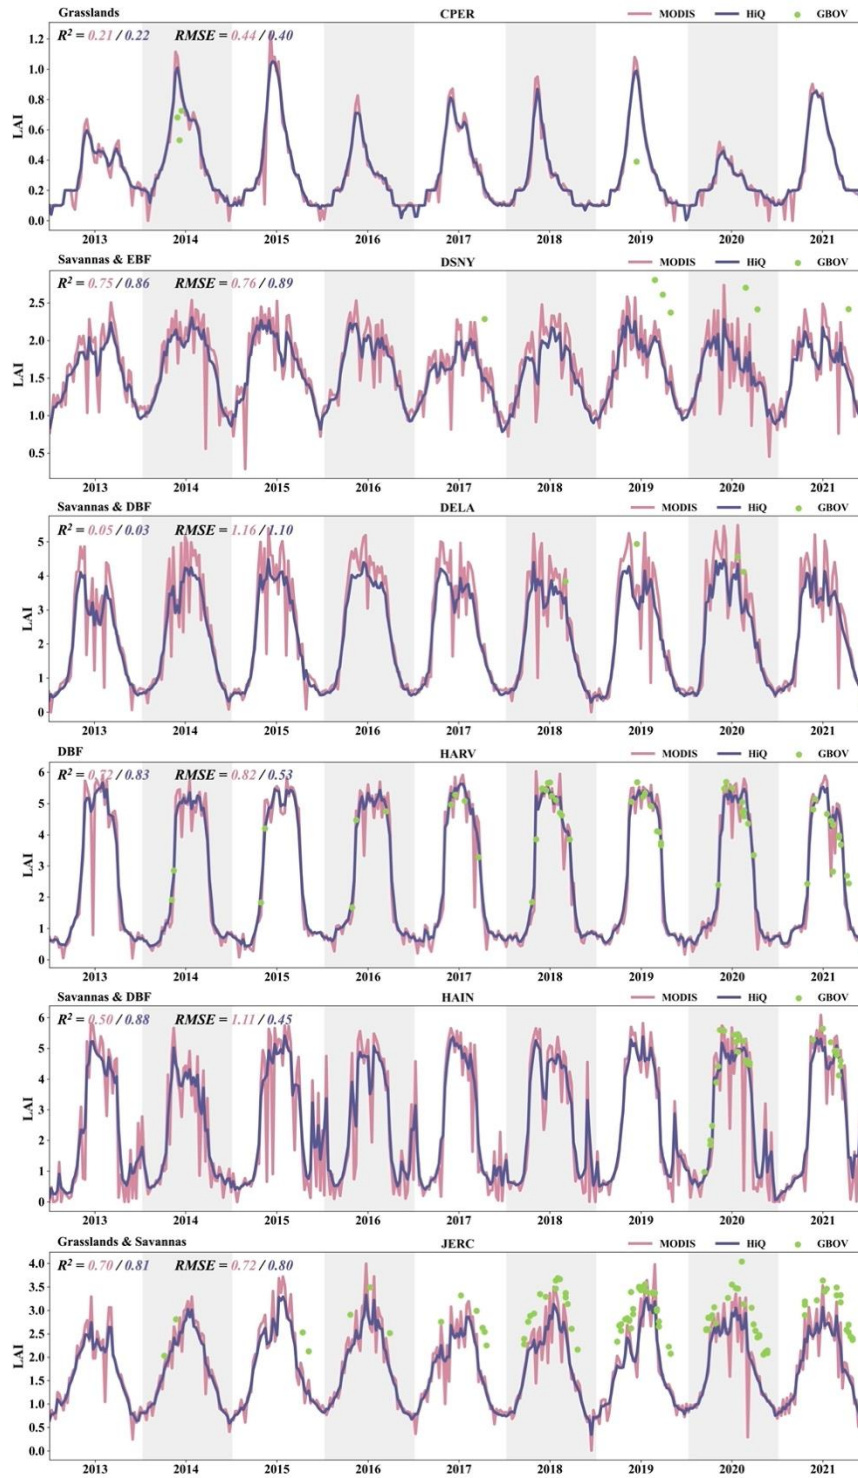 Grasslands CPER MODIS HiQ GBOV
R² = 0.21 / 0.22 RMSE = 0.44 / 0.40
1.2
1.0
0.8
LAI
0.6
0.4
0.2
0.0
2013 2014 2015 2016 2017 2018 2019 2020 2021
Savannas & EBF DSNY MODIS HiQ GBOV
R² = 0.75 / 0.86 RMSE = 0.76 / 0.89
2.5
2.0
LAI
1.5
1.0
0.5
2013 2014 2015 2016 2017 2018 2019 2020 2021
Savannas & DBF DELA MODIS HiQ GBOV
R² = 0.05 / 0.03 RMSE = 1.16 / 1.10
5
4
3
LAI
2
1
0
2013 2014 2015 2016 2017 2018 2019 2020 2021
DBF HARV MODIS HiQ GBOV
R² = 0.72 / 0.83 RMSE = 0.82 / 0.53
6
5
4
LAI
3
2
1
0
2013 2014 2015 2016 2017 2018 2019 2020 2021
Savannas & DBF HAIN MODIS HiQ GBOV
R² = 0.50 / 0.88 RMSE = 1.11 / 0.45
6
5
4
LAI
3
2
1
0
2013 2014 2015 2016 2017 2018 2019 2020 2021
Grasslands & Savannas JERC MODIS HiQ GBOV
R² = 0.70 / 0.81 RMSE = 0.72 / 0.80
4.0
3.5
3.0
2.5
LAI
2.0
1.5
1.0
0.5
0.0
2013 2014 2015 2016 2017 2018 2019 2020 2021